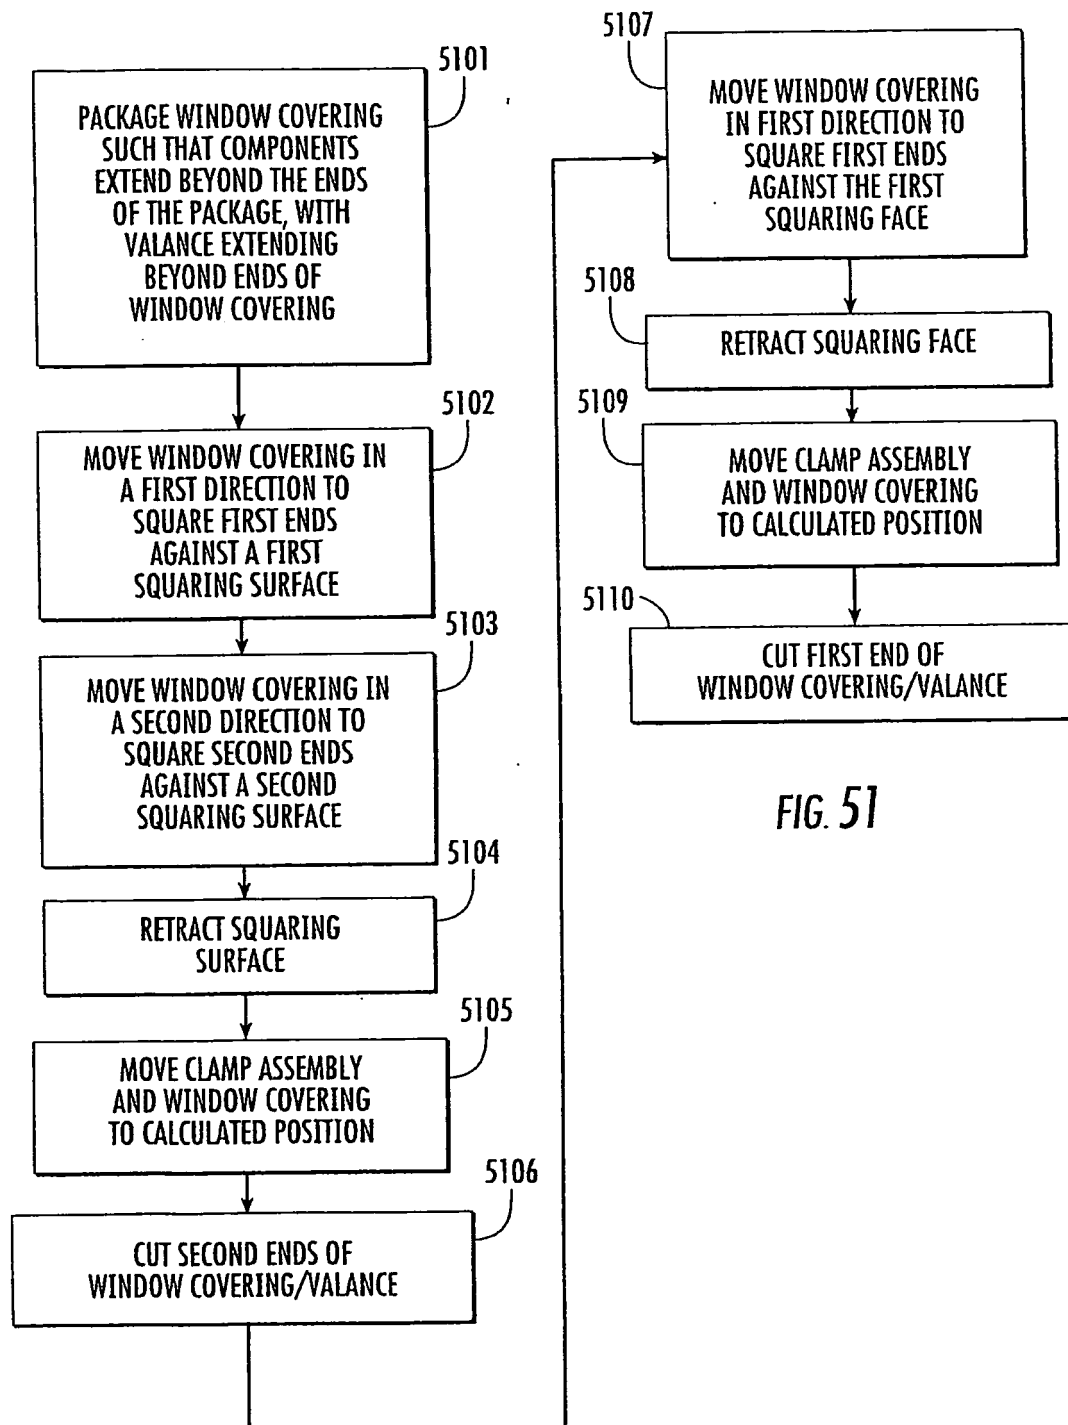 5101
PACKAGE WINDOW COVERING
SUCH THAT COMPONENTS
EXTEND BEYOND THE ENDS
OF THE PACKAGE, WITH
VALANCE EXTENDING
BEYOND ENDS OF
WINDOW COVERING
5102
MOVE WINDOW COVERING IN
A FIRST DIRECTION TO
SQUARE FIRST ENDS
AGAINST A FIRST
SQUARING SURFACE
5103
MOVE WINDOW COVERING IN
A SECOND DIRECTION TO
SQUARE SECOND ENDS
AGAINST A SECOND
SQUARING SURFACE
5104
RETRACT SQUARING
SURFACE
5105
MOVE CLAMP ASSEMBLY
AND WINDOW COVERING
TO CALCULATED POSITION
5106
CUT SECOND ENDS OF
WINDOW COVERING/VALANCE
5107
MOVE WINDOW COVERING
IN FIRST DIRECTION TO
SQUARE FIRST ENDS
AGAINST THE FIRST
SQUARING FACE
5108
RETRACT SQUARING FACE
5109
MOVE CLAMP ASSEMBLY
AND WINDOW COVERING
TO CALCULATED POSITION
5110
CUT FIRST END OF
WINDOW COVERING/VALANCE
FIG. 51